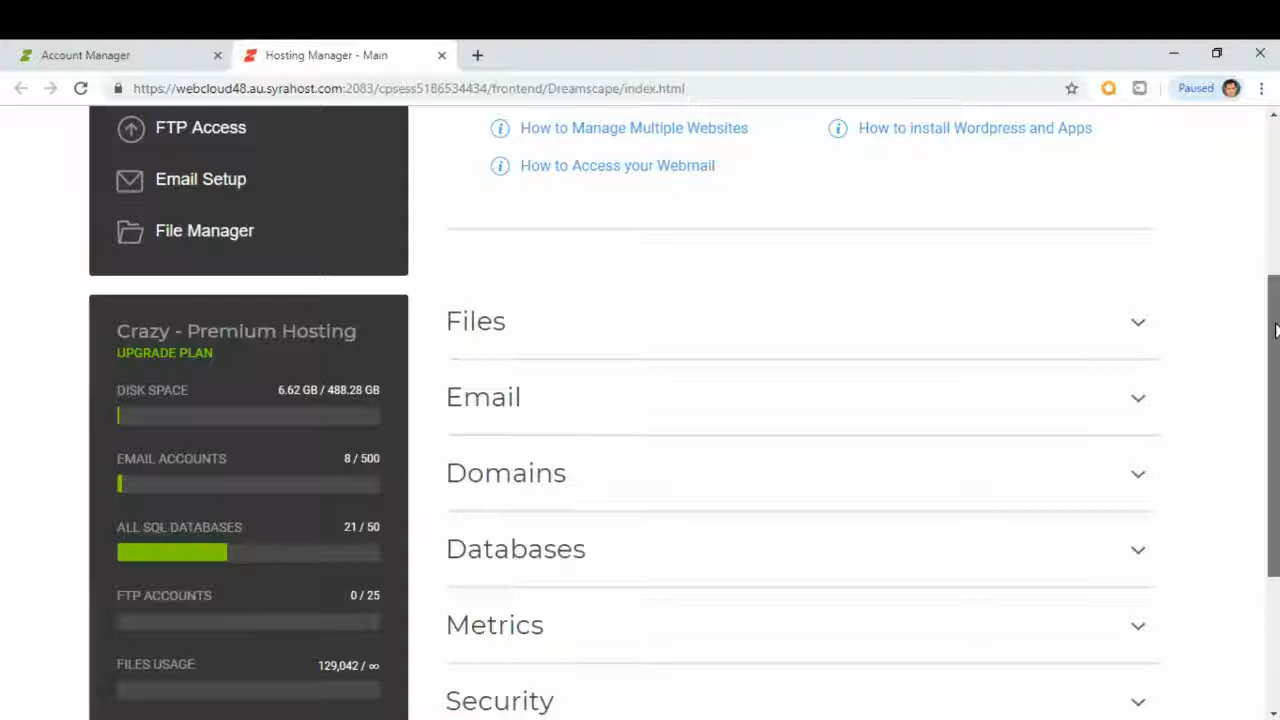 Account Manager
Hosting Manager - Main
https://webcloud48.au.syrahost.com:2083/cpsess5186534434/frontend/Dreamscape/index.html
Paused
FTP Access
Email Setup
File Manager
How to Manage Multiple Websites
How to install Wordpress and Apps
How to Access your Webmail
Crazy - Premium Hosting
UPGRADE PLAN
DISK SPACE 6.62 GB / 488.28 GB
EMAIL ACCOUNTS 8 / 500
ALL SQL DATABASES 21 / 50
FTP ACCOUNTS 0 / 25
FILES USAGE 129,042 / ∞
Files
Email
Domains
Databases
Metrics
Security